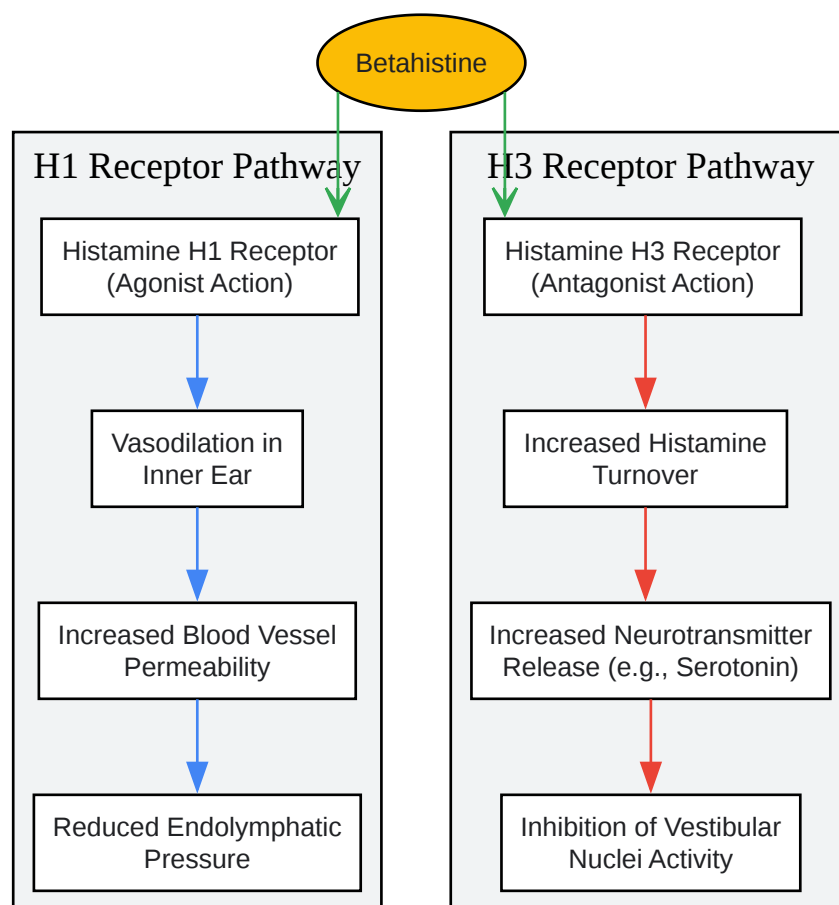 Betahistine
H1 Receptor Pathway
Histamine H1 Receptor
(Agonist Action)
Vasodilation in
Inner Ear
Increased Blood Vessel
Permeability
Reduced Endolymphatic
Pressure
H3 Receptor Pathway
Histamine H3 Receptor
(Antagonist Action)
Increased Histamine
Turnover
Increased Neurotransmitter
Release (e.g., Serotonin)
Inhibition of Vestibular
Nuclei Activity